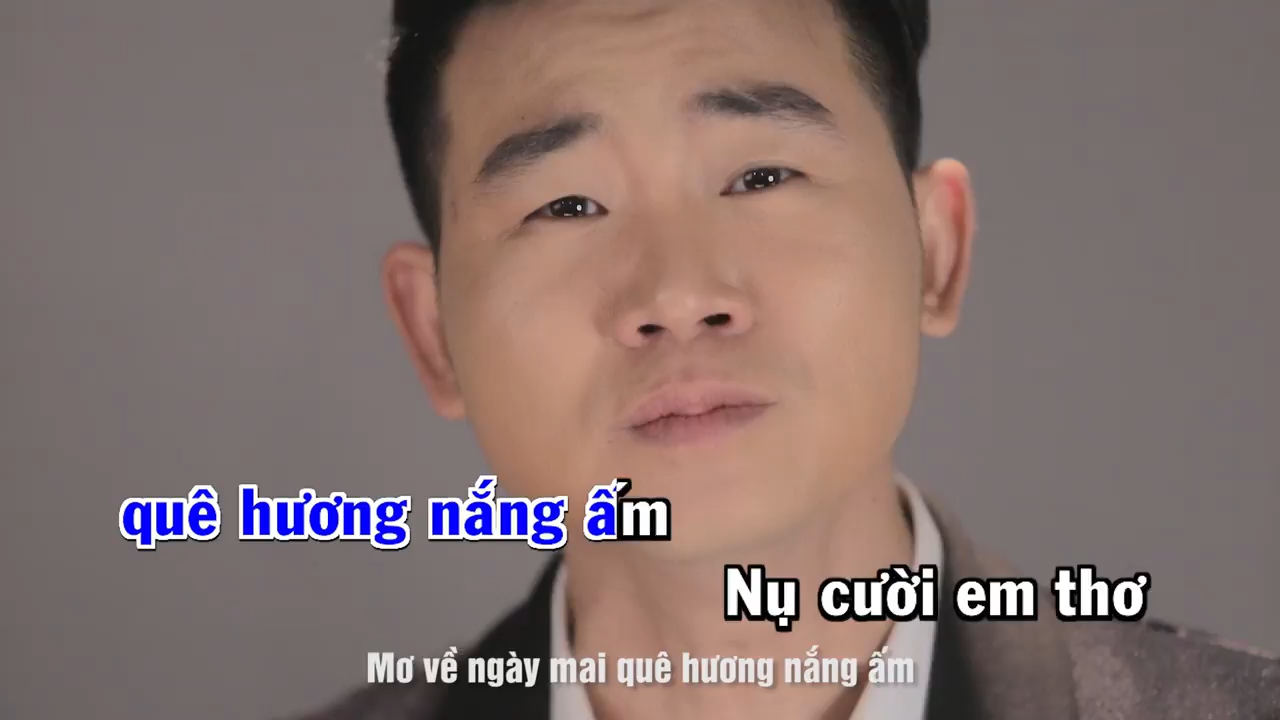 quê hương nắng ấm
Nụ cười em thơ
Mơ về ngày mai quê hương nắng ấm